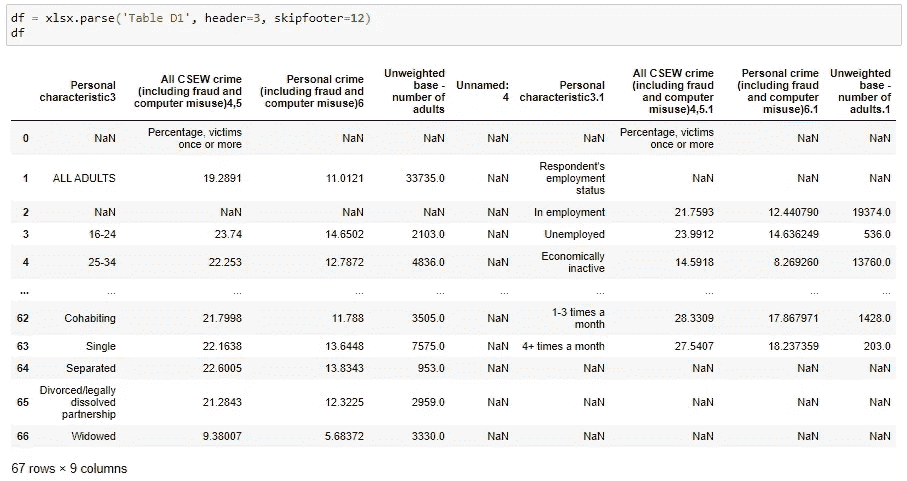 df = xlsx.parse('Table D1', header=3, skipfooter=12)
df
Personal characteristic3 All CSEW crime (including fraud and computer misuse)4,5 Personal crime (including fraud and computer misuse)6 Unweighted base - number of adults Unnamed: 4 Personal characteristic3.1 All CSEW crime (including fraud and computer misuse)4,5.1 Personal crime (including fraud and computer misuse)6.1 Unweighted base - number of adults.1
0 NaN Percentage, victims once or more NaN NaN NaN NaN Percentage, victims once or more NaN NaN
1 ALL ADULTS 19.2891 11.0121 33735.0 NaN Respondent's employment status NaN NaN NaN
2 NaN NaN NaN NaN NaN In employment 21.7593 12.440790 19374.0
3 16-24 23.74 14.6502 2103.0 NaN Unemployed 23.9912 14.636249 536.0
4 25-34 22.253 12.7872 4836.0 NaN Economically inactive 14.5918 8.269260 13760.0
... ... ... ... ... ... ... ... ... ...
62 Cohabiting 21.7998 11.788 3505.0 NaN 1-3 times a month 28.3309 17.867971 1428.0
63 Single 22.1638 13.6448 7575.0 NaN 4+ times a month 27.5407 18.237359 203.0
64 Separated 22.6005 13.8343 953.0 NaN NaN NaN NaN NaN
65 Divorced/legally dissolved partnership 21.2843 12.3225 2959.0 NaN NaN NaN NaN NaN
66 Widowed 9.38007 5.68372 3330.0 NaN NaN NaN NaN NaN
67 rows × 9 columns